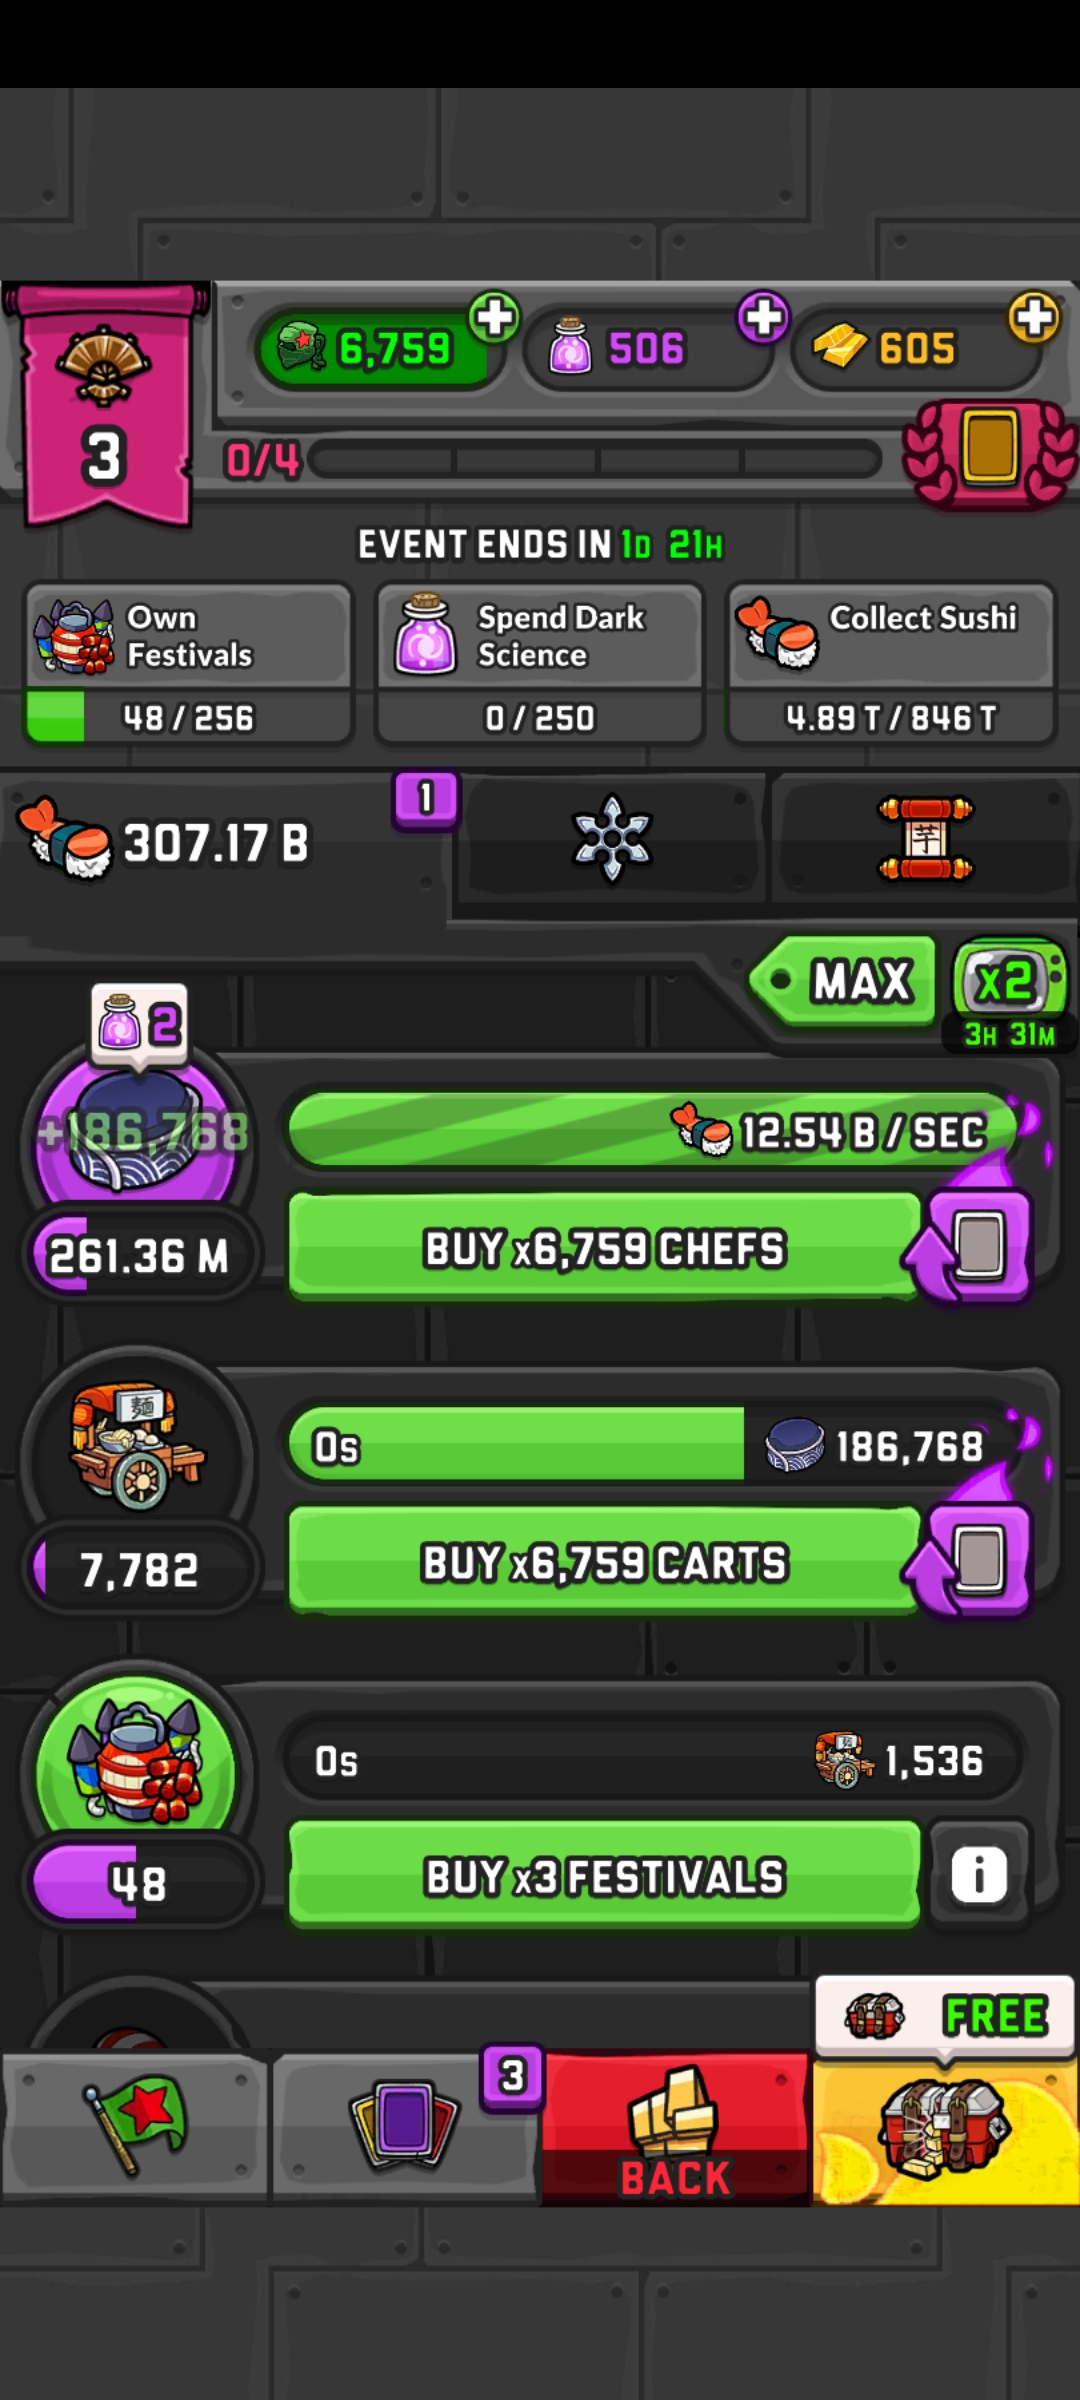 6,759
506
605
3
0/4
EVENT ENDS IN 1D 21H
Own
Festivals
48 / 256
Spend Dark
Science
0 / 250
Collect Sushi
4.89 T / 846 T
307.17 B
1
芋
MAX
x2
3H 31M
2
+186,768
12.54 B / SEC
261.36 M
BUY x6,759 CHEFS
麺
0s
186,768
7,782
BUY x6,759 CARTS
0s
1,536
48
BUY x3 FESTIVALS
i
FREE
3
BACK